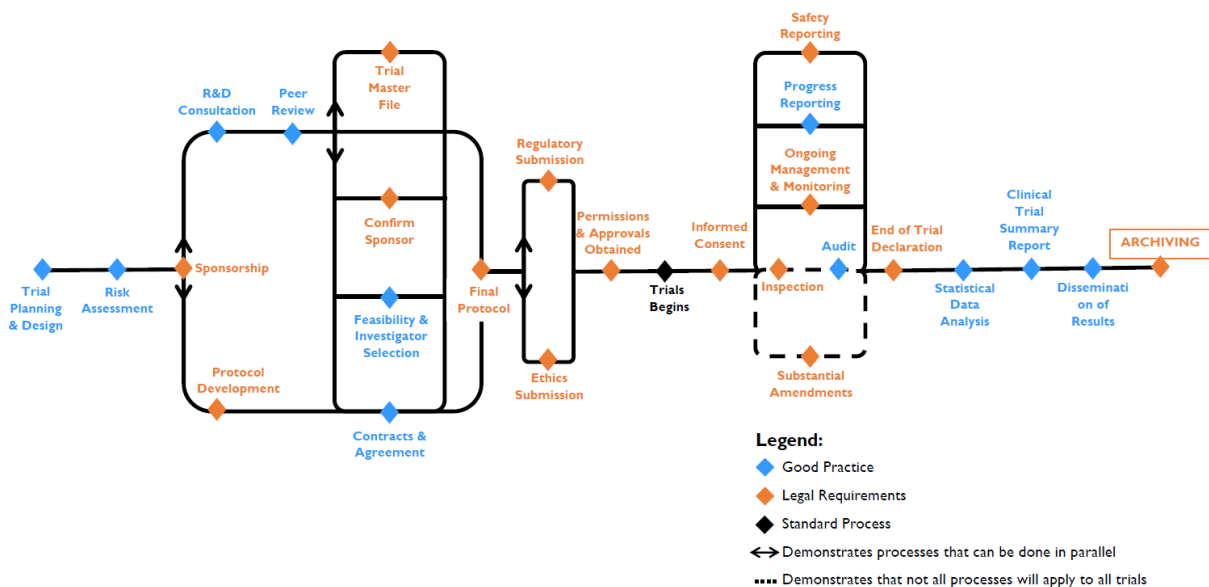 Trial
Planning
& Design
Risk
Assessment
Sponsorship
R&D
Consultation
Peer
Review
Protocol
Development
Trial
Master
File
Confirm
Sponsor
Feasibility &
Investigator
Selection
Contracts &
Agreement
Final
Protocol
Regulatory
Submission
Ethics
Submission
Permissions
& Approvals
Obtained
Trials
Begins
Informed
Consent
Safety
Reporting
Progress
Reporting
Ongoing
Management
& Monitoring
Inspection
Audit
Substantial
Amendments
End of Trial
Declaration
Statistical
Data
Analysis
Clinical
Trial
Summary
Report
Disseminati
on of
Results
ARCHIVING
Legend:
Good Practice
Legal Requirements
Standard Process
Demonstrates processes that can be done in parallel
Demonstrates that not all processes will apply to all trials